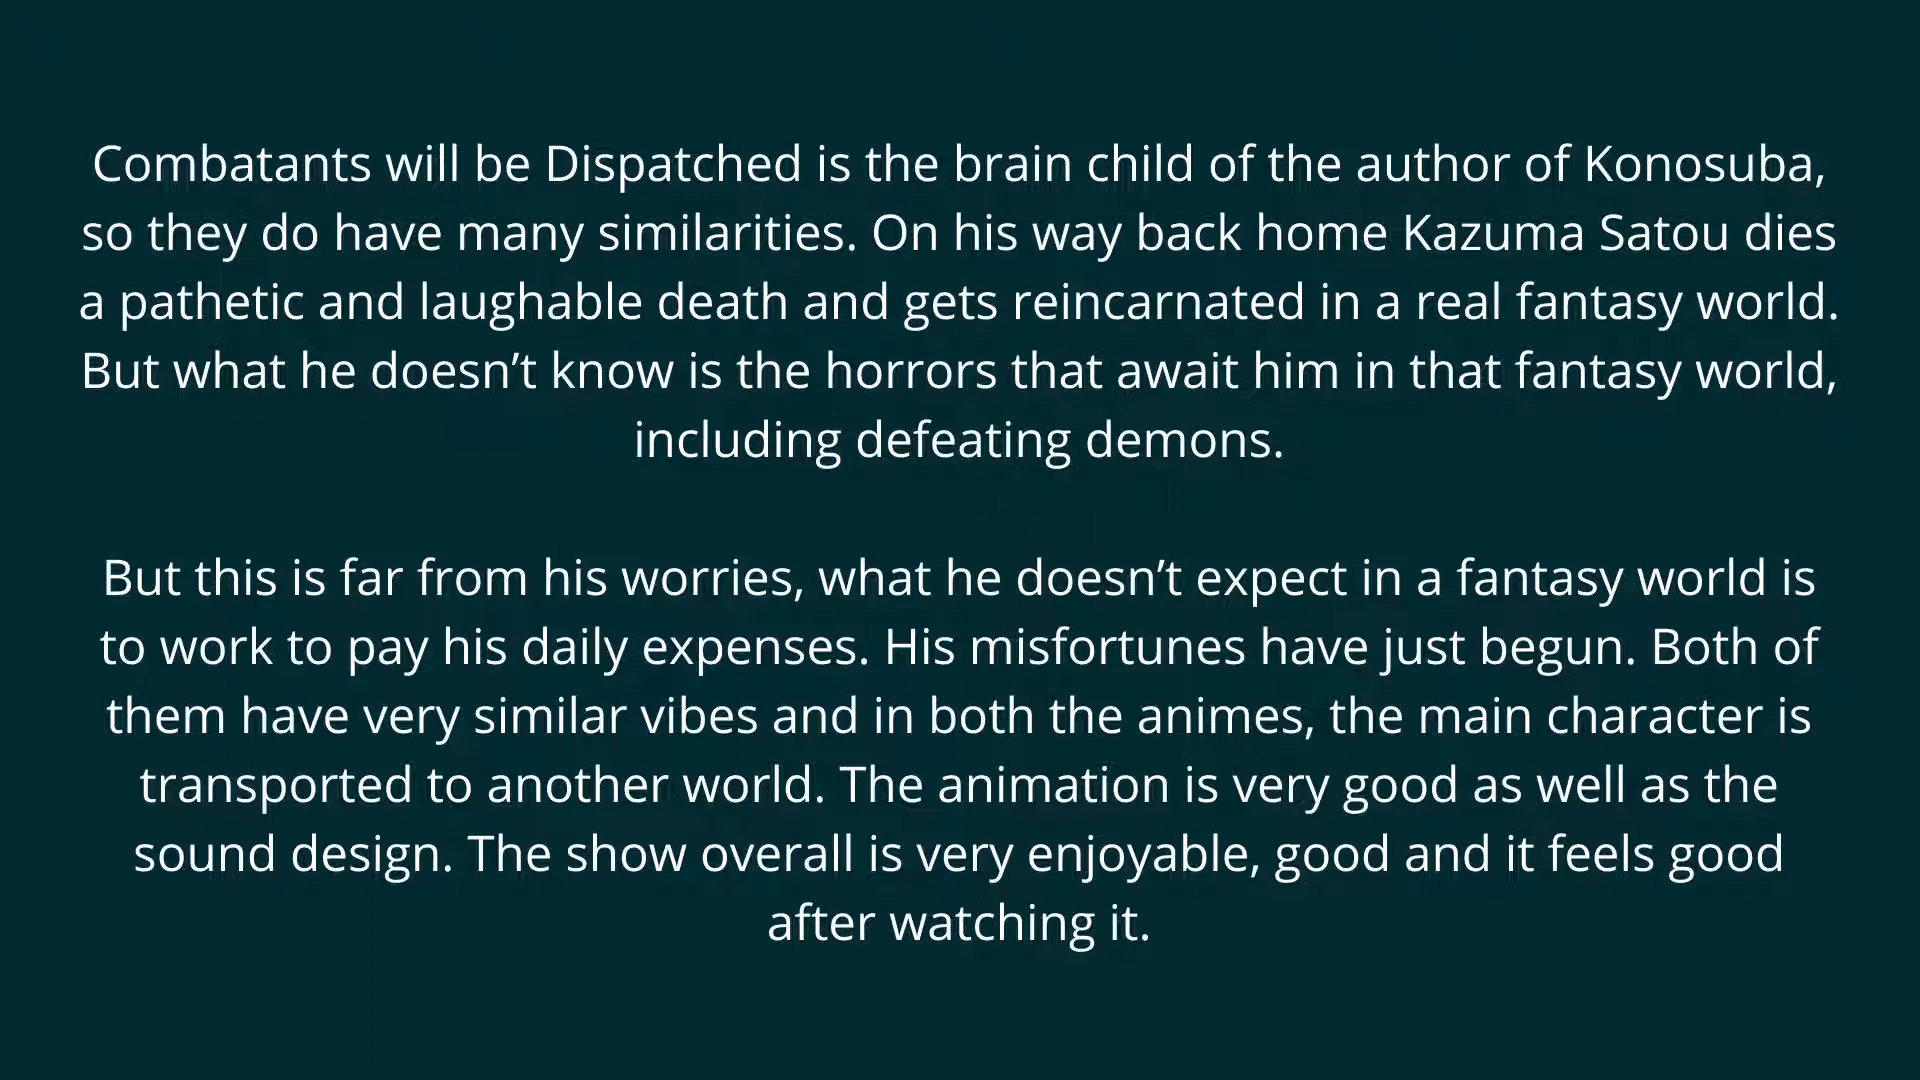 Combatants will be Dispatched is the brain child of the author of Konosuba,
so they do have many similarities. On his way back home Kazuma Satou dies
a pathetic and laughable death and gets reincarnated in a real fantasy world.
But what he doesn’t know is the horrors that await him in that fantasy world,
including defeating demons.
But this is far from his worries, what he doesn’t expect in a fantasy world is
to work to pay his daily expenses. His misfortunes have just begun. Both of
them have very similar vibes and in both the animes, the main character is
transported to another world. The animation is very good as well as the
sound design. The show overall is very enjoyable, good and it feels good
after watching it.